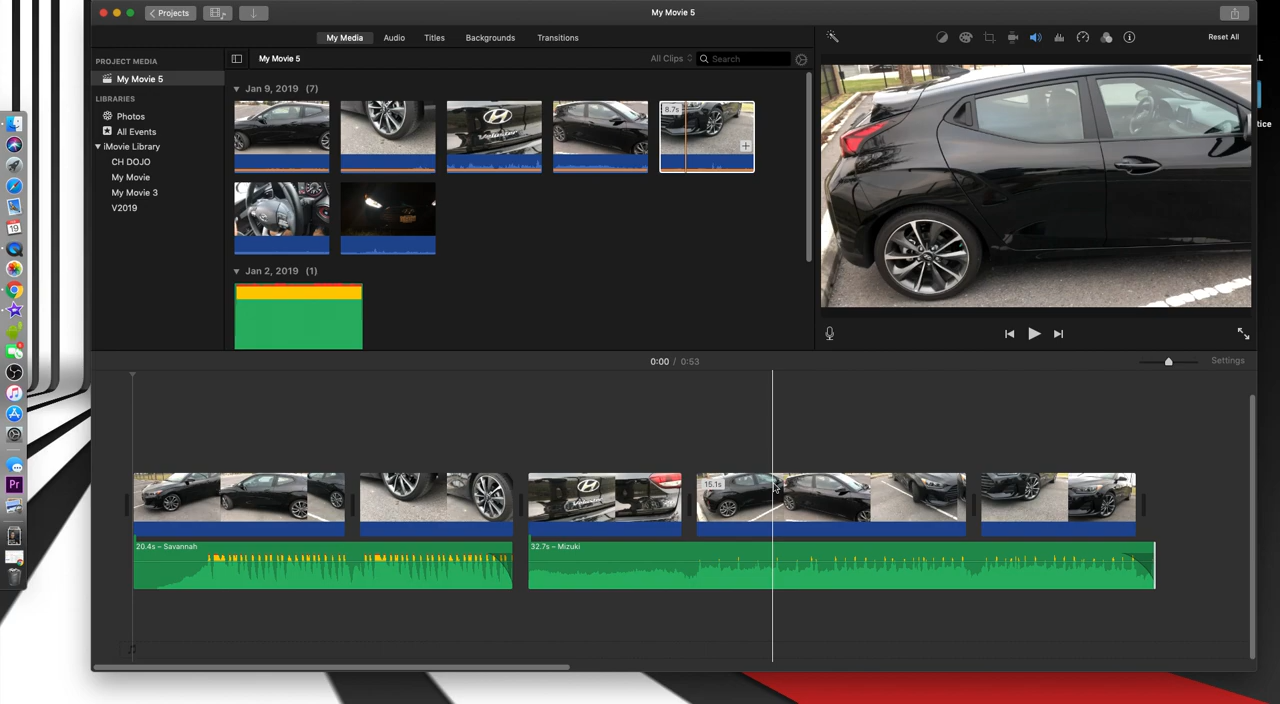 Projects
My Movie 5
My Media
Audio
Titles
Backgrounds
Transitions
Reset All
PROJECT MEDIA
My Movie 5
LIBRARIES
Photos
All Events
iMovie Library
CH DOJO
My Movie
My Movie 3
V2019
My Movie 5
All Clips
Search
Jan 9, 2019 (7)
8.7s
Jan 2, 2019 (1)
0:00 / 0:53
Settings
15.1s
20.4s – Savannah
32.7s – Mizuki
19
Pr